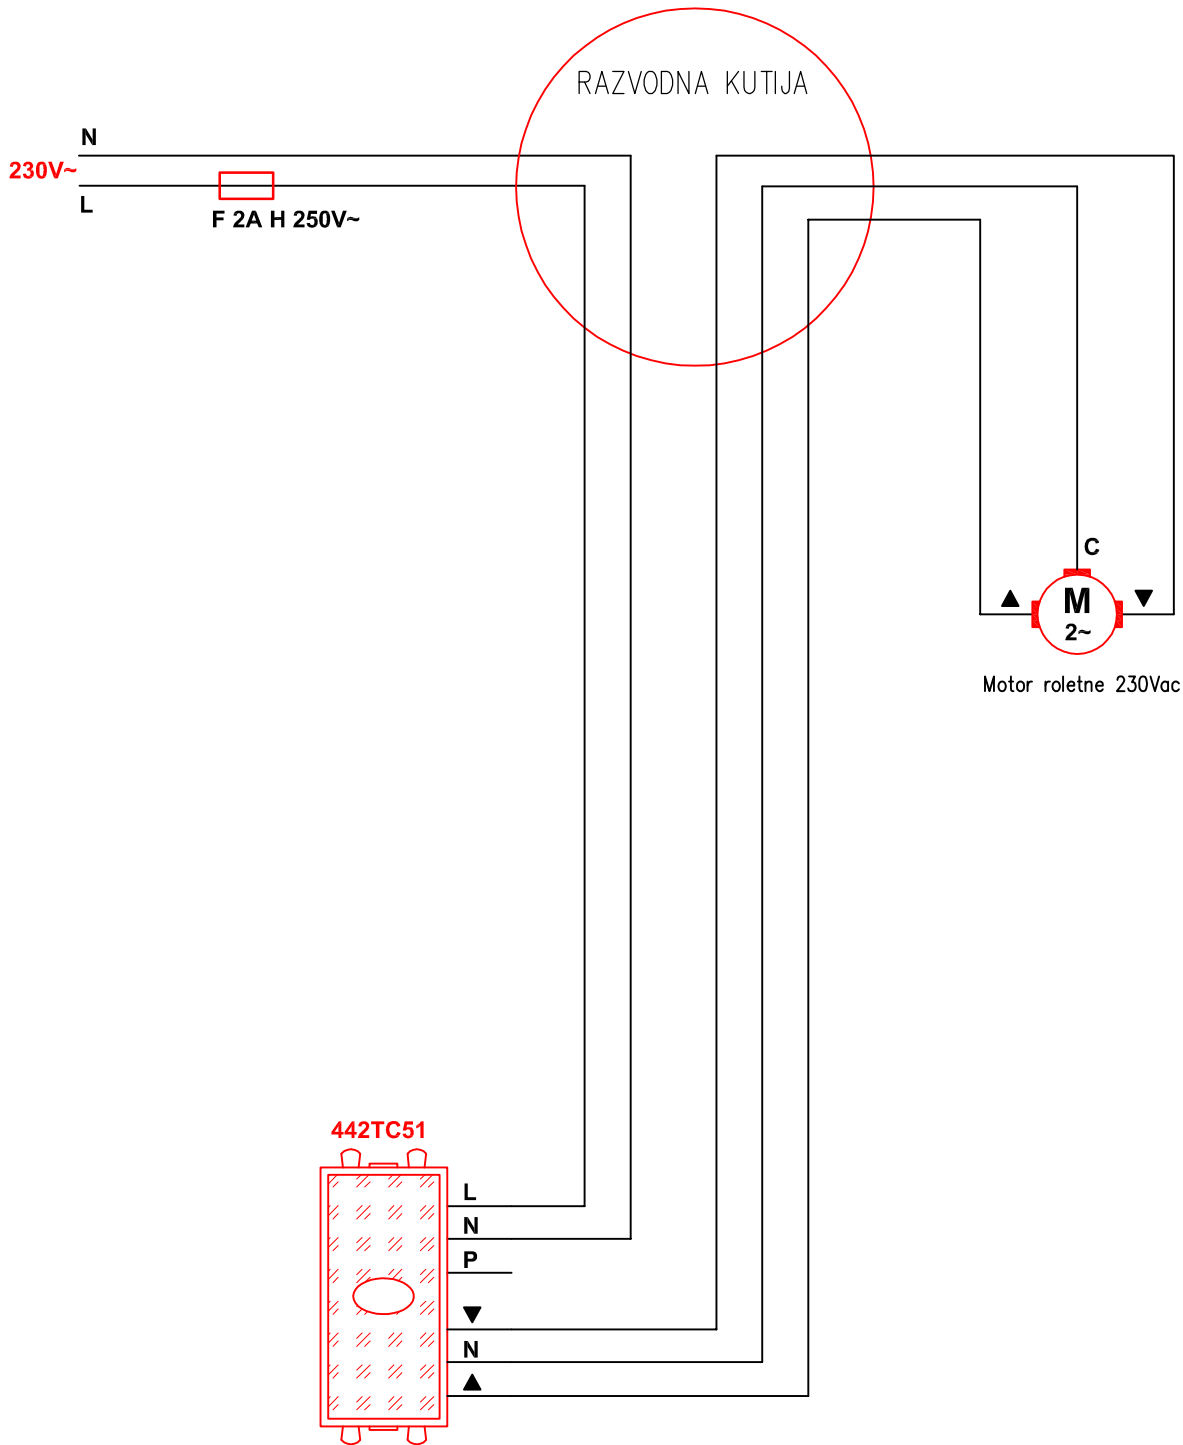 RAZVODNA KUTIJA
N
230V~
L
F 2A H 250V~
C
▲
M
▼
2~
Motor roletne 230Vac
442TC51
L
N
P
▼
N
▲